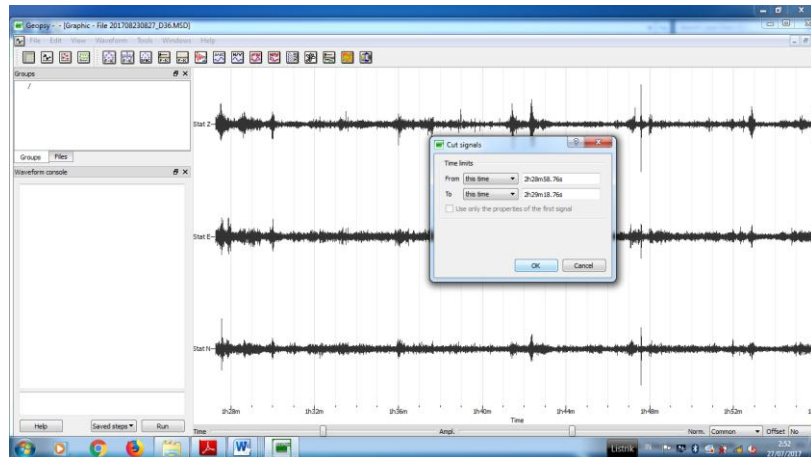 Geopsy - - [Graphic - File 201708230827_D36.MSD]
File Edit View Waveform Tools Windows Help
Groups
/
Groups Files
Waveform console
Help Saved steps Run
Stat Z
Stat E
Stat N
Cut signals
Time limits
From this time 2h28m58.76s
To this time 2h29m18.76s
Use only the properties of the first signal
OK Cancel
1h28m 1h32m 1h36m 1h40m 1h44m 1h48m 1h52m
Time
Time Ampl. Norm. Common Offset No
Listrik
2:52
27/07/2017